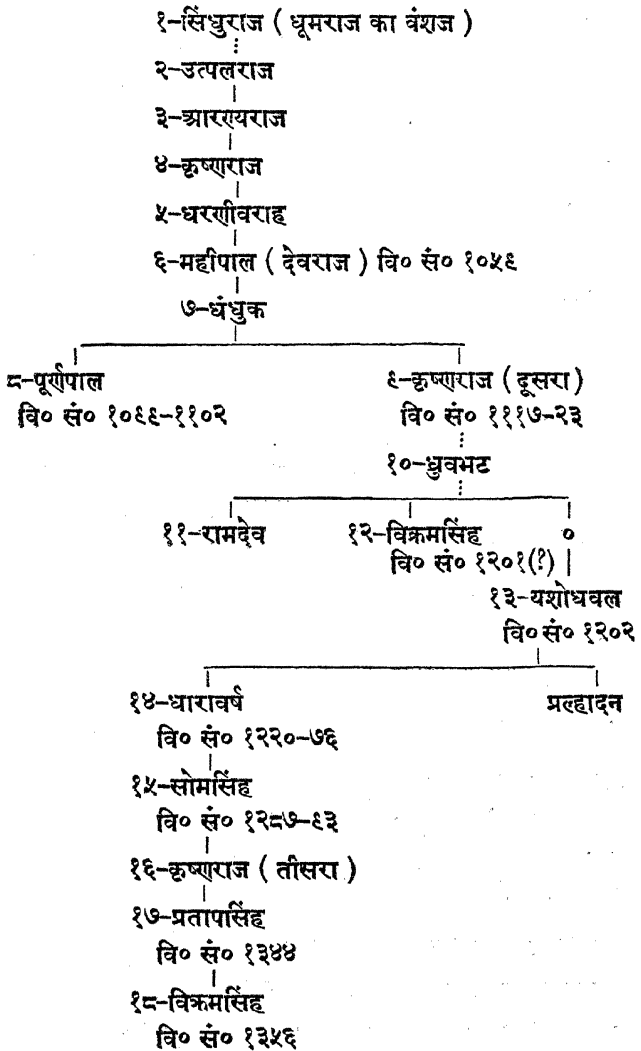 १-सिंधुराज ( धूमराज का वंशज )
२-उत्पलराज
३-आरण्यराज
४-कृष्णराज
५-धरणीवराह
६-महीपाल ( देवराज ) वि० सं० १०५९
७-धंधुक
८-पूर्णपाल ९-कृष्णराज ( दूसरा )
वि० सं० १०९९-११०२ वि० सं० १११७-२३
१०-ध्रुवभट
११-रामदेव १२-विक्रमसिंह ०
वि० सं० १२०१(?)
१३-यशोधवल
वि० सं० १२०२
१४-धारावर्ष प्रल्हादन
वि० सं० १२२०-७६
१५-सोमसिंह
वि० सं० १२८७-९३
१६-कृष्णराज ( तीसरा )
१७-प्रतापसिंह
वि० सं० १३४४
१८-विक्रमसिंह
वि० सं० १३५६